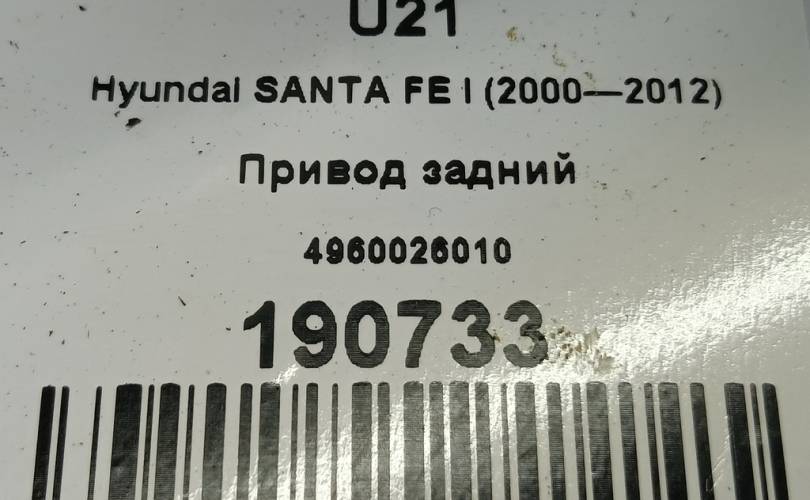 U21
Hyundai SANTA FE I (2000—2012)
Привод задний
4960026010
190733